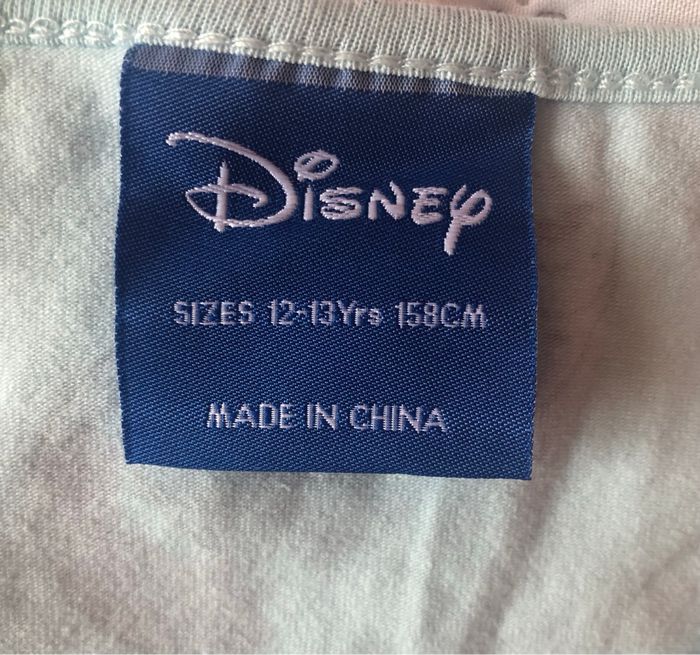 Disney
SIZES 12-13Yrs 158CM
MADE IN CHINA